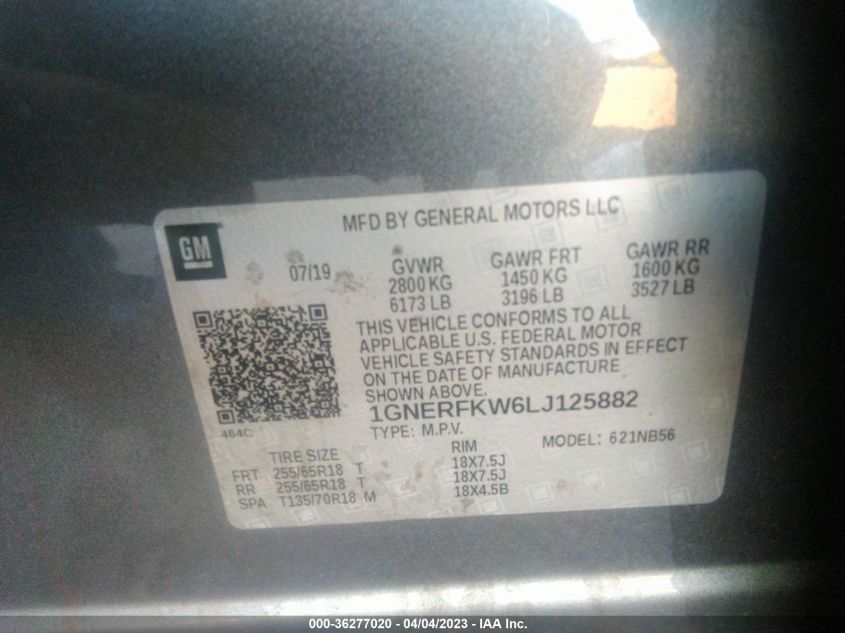 MFD BY GENERAL MOTORS LLC
GM
07/19
GVWR
2800 KG
6173 LB
GAWR FRT
1450 KG
3196 LB
GAWR RR
1600 KG
3527 LB
THIS VEHICLE CONFORMS TO ALL
APPLICABLE U.S. FEDERAL MOTOR
VEHICLE SAFETY STANDARDS IN EFFECT
ON THE DATE OF MANUFACTURE
SHOWN ABOVE.
1GNERFKW6LJ125882
464C
TYPE: M.P.V.
MODEL: 621NB56
TIRE SIZE RIM
FRT 255/65R18 T 18X7.5J
RR 255/65R18 T 18X7.5J
SPA T135/70R18 M 18X4.5B
000-36277020 - 04/04/2023 - IAA Inc.